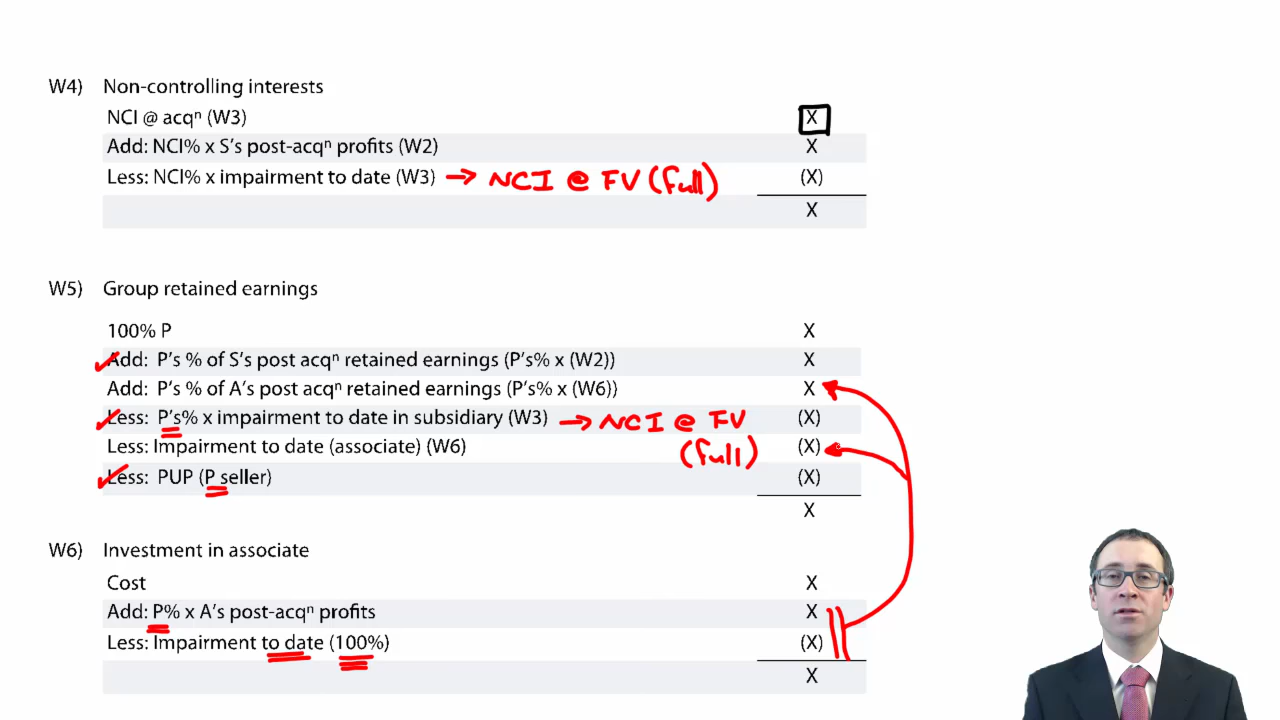 W4) Non-controlling interests
NCI @ acqⁿ (W3) X
Add: NCI% x S's post-acqⁿ profits (W2) X
Less: NCI% x impairment to date (W3) → NCI @ FV (full) (X)
X
W5) Group retained earnings
100% P X
Add: P's % of S's post acqⁿ retained earnings (P's% x (W2)) X
Add: P's % of A's post acqⁿ retained earnings (P's% x (W6)) X
Less: P's% x impairment to date in subsidiary (W3) → NCI @ FV (X)
Less: Impairment to date (associate) (W6) (full) (X)
Less: PUP (P seller) (X)
X
W6) Investment in associate
Cost X
Add: P% x A's post-acqⁿ profits X
Less: Impairment to date (100%) (X)
X